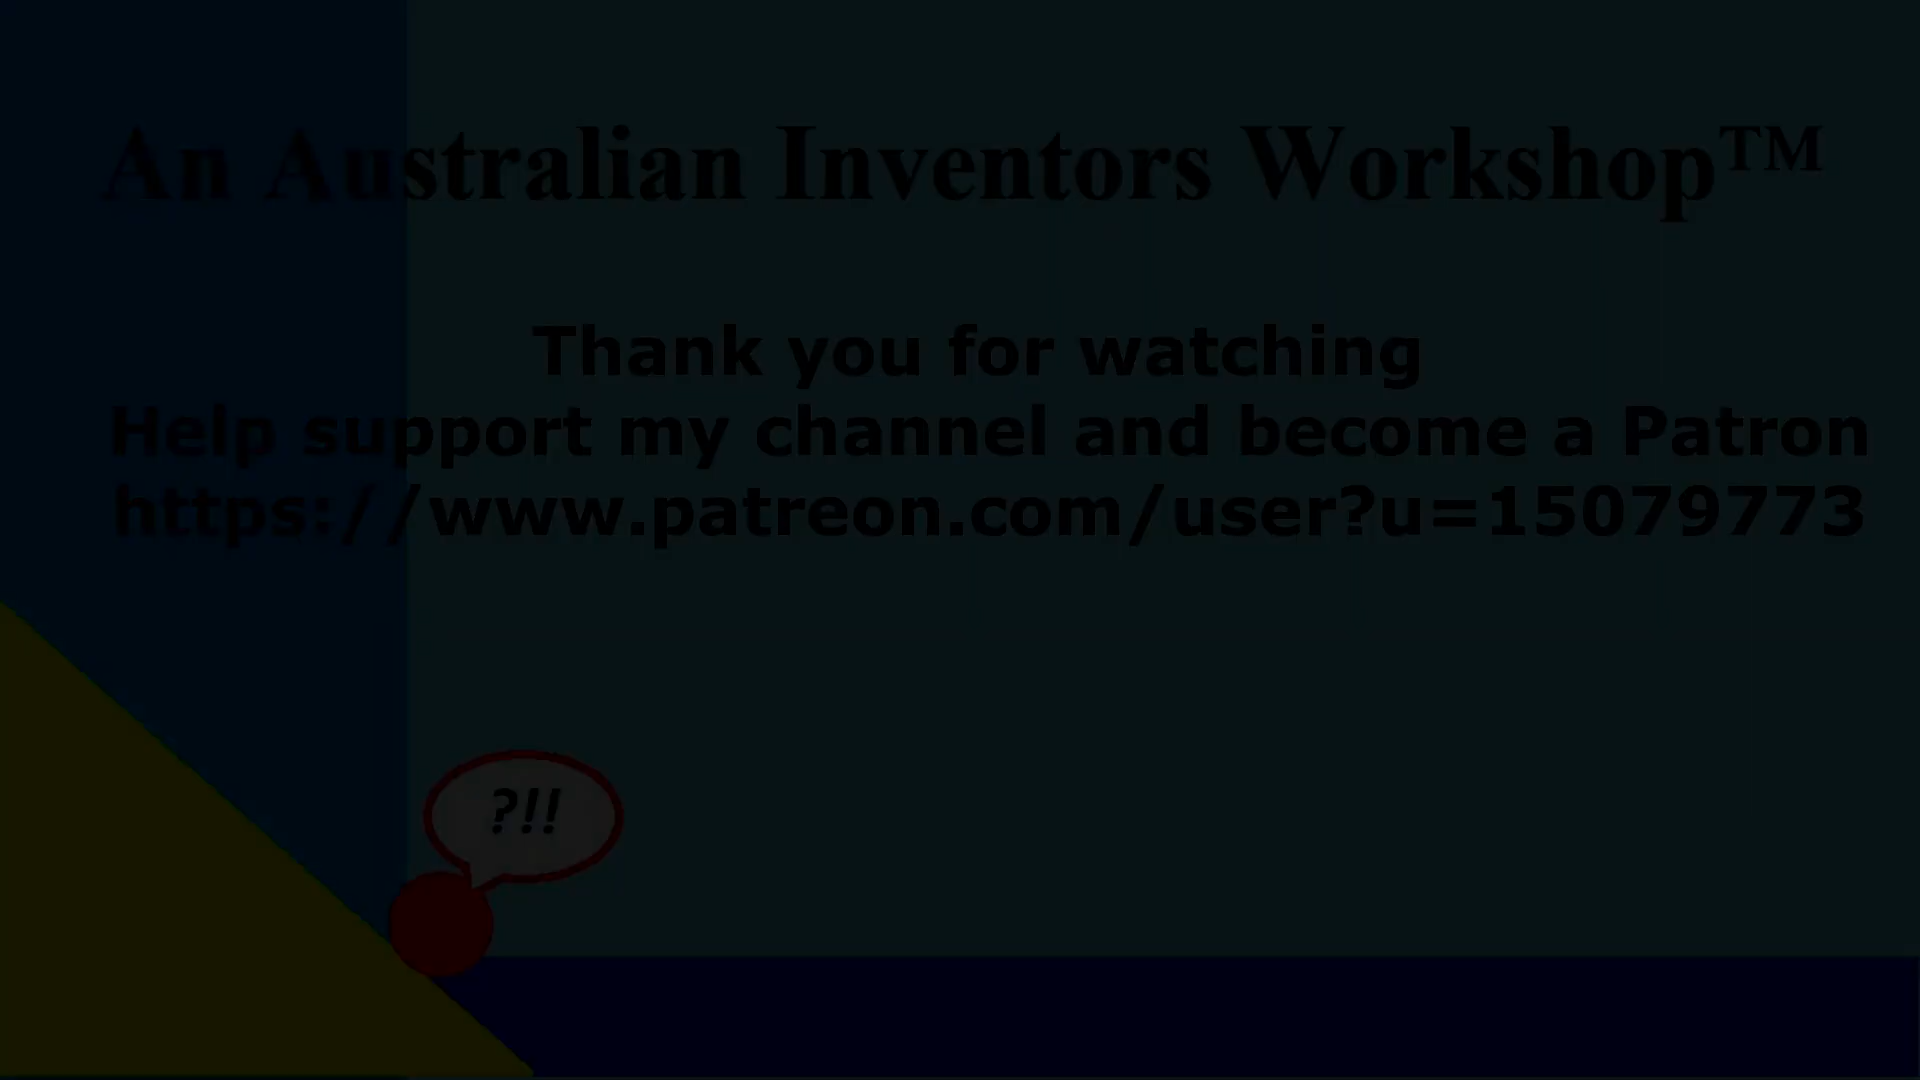 An Australian Inventors Workshop™
Thank you for watching
Help support my channel and become a Patron
https://www.patreon.com/user?u=15079773
?!!